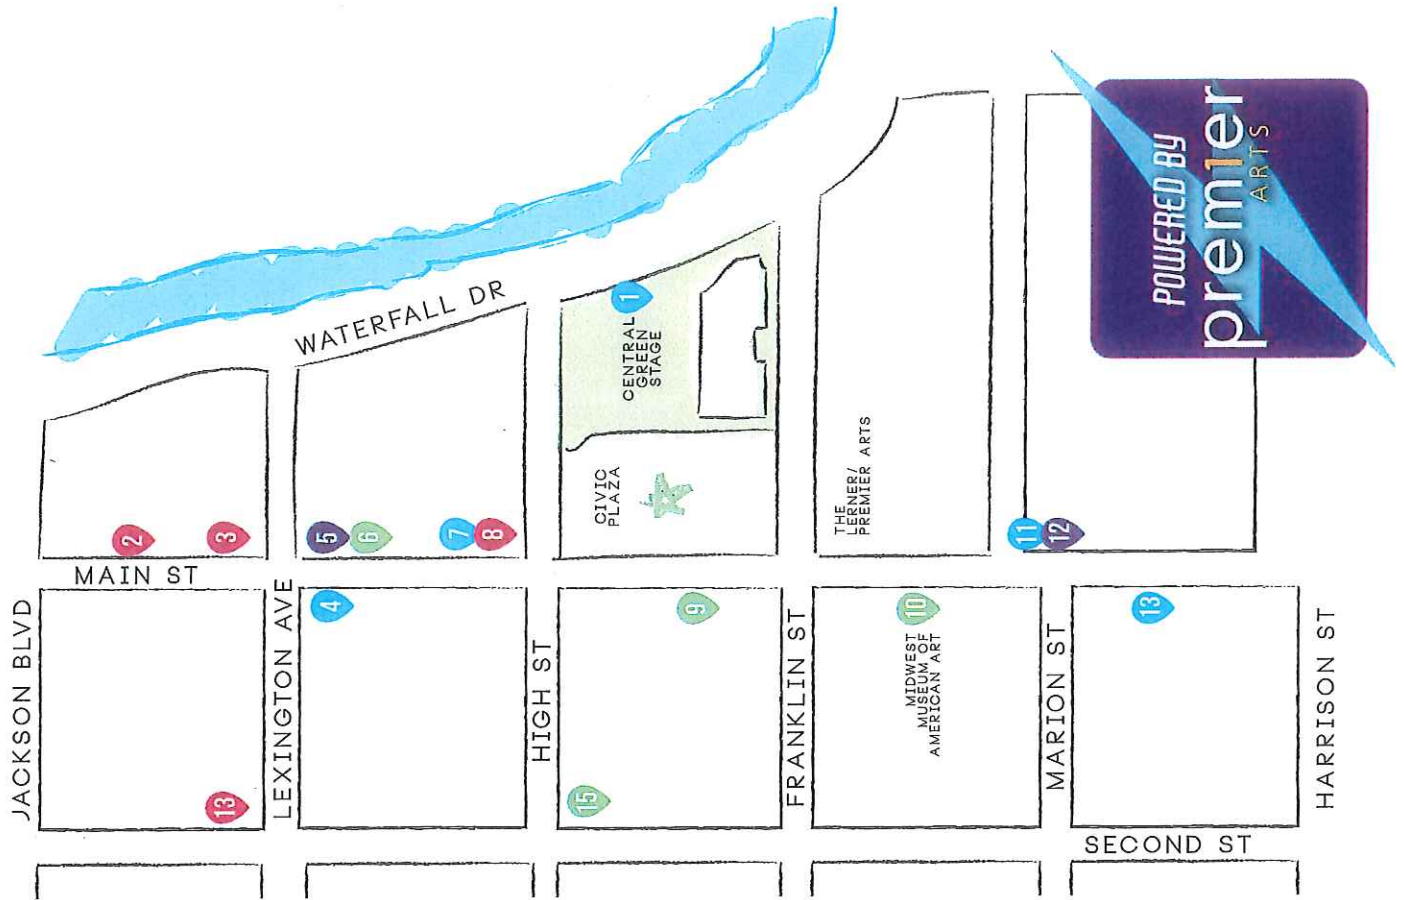 POWERED BY
prem1er
ARTS
WATERFALL DR
1
CENTRAL
GREEN
STAGE
CIVIC
PLAZA
THE
LERNER/
PREMIER ARTS
2
3
5
6
7
8
11
12
MAIN ST
4
9
10
MIDWEST
MUSEUM OF
AMERICAN ART
13
13
15
JACKSON BLVD
LEXINGTON AVE
HIGH ST
FRANKLIN ST
MARION ST
HARRISON ST
SECOND ST